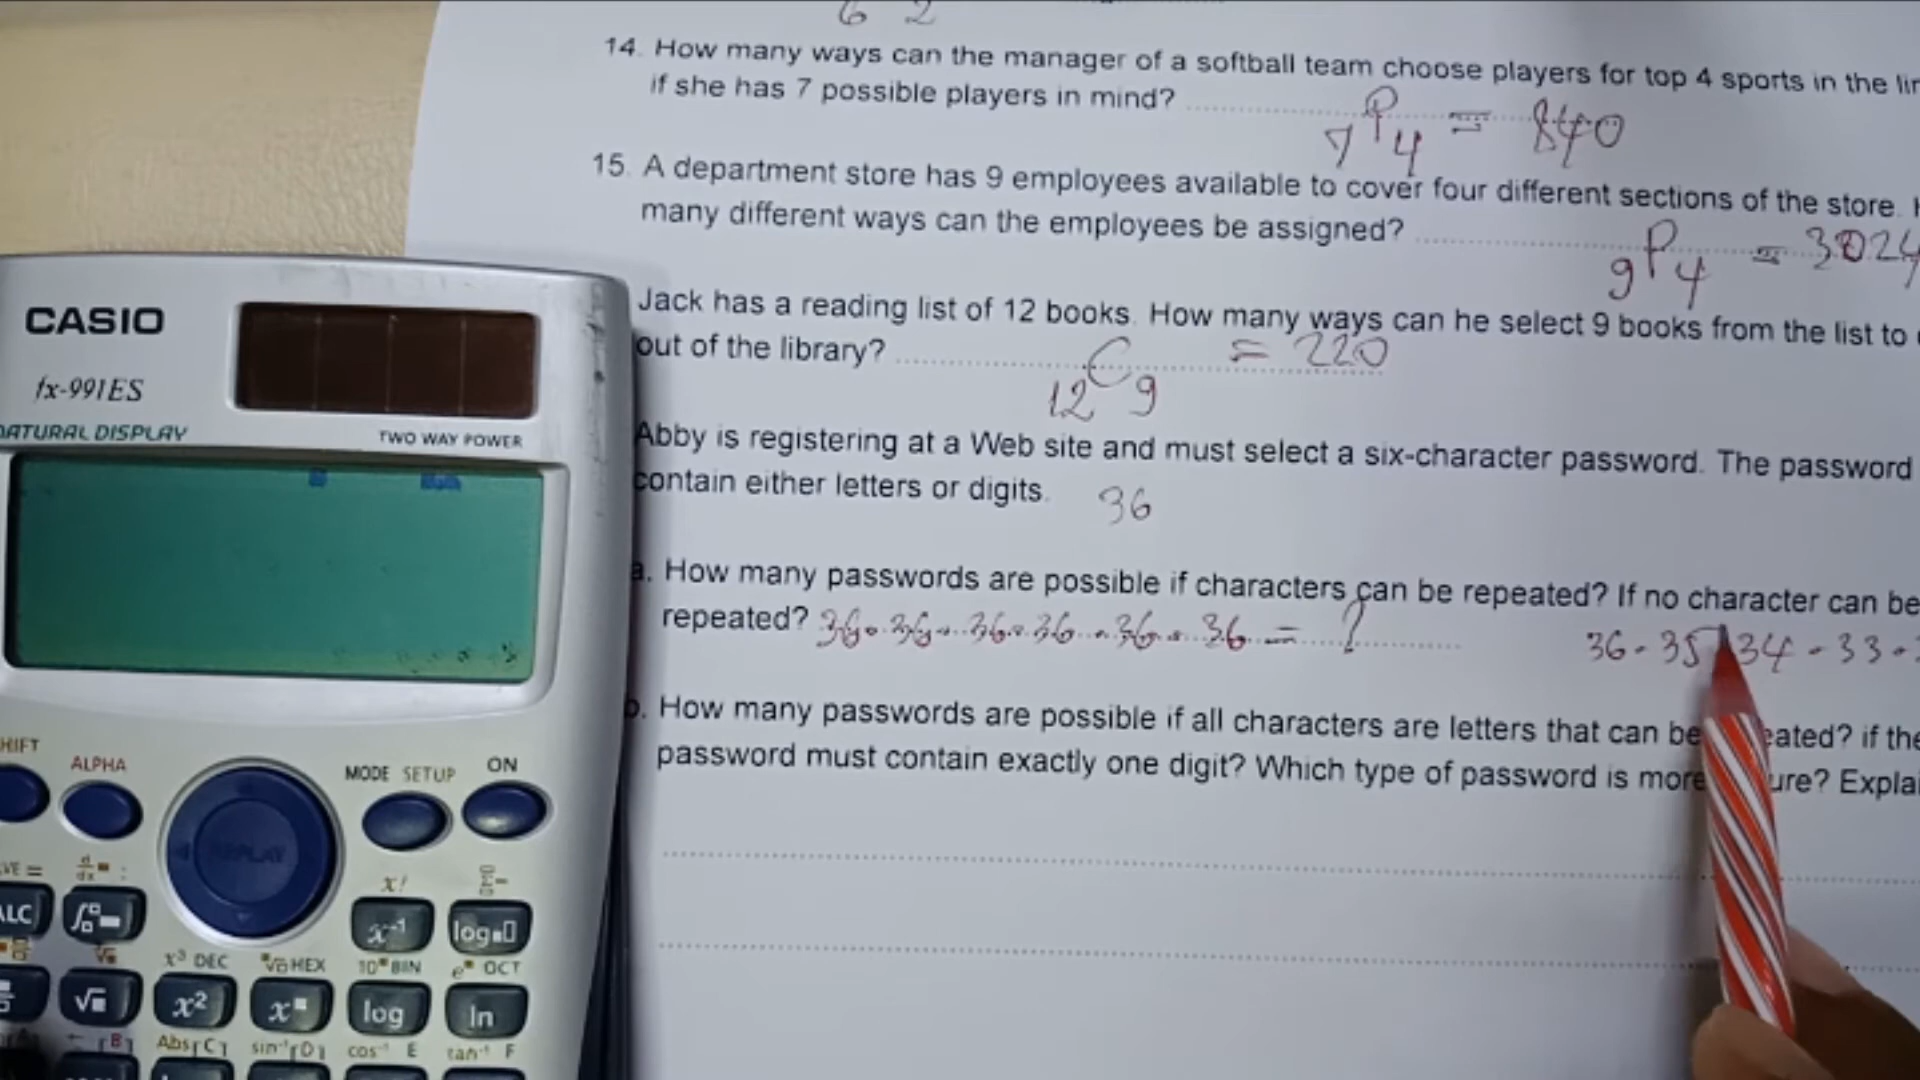 6 2
14. How many ways can the manager of a softball team choose players for top 4 sports in the
if she has 7 possible players in mind?
7P4 = 840
15. A department store has 9 employees available to cover four different sections of the store.
many different ways can the employees be assigned?
9P4 = 3024
Jack has a reading list of 12 books. How many ways can he select 9 books from the list to
out of the library?
12C9 = 220
Abby is registering at a Web site and must select a six-character password. The password
contain either letters or digits. 36
a. How many passwords are possible if characters can be repeated? If no character can be
repeated? 36.36.36.36.36.36 = ?
36.35.34.33.
b. How many passwords are possible if all characters are letters that can be if the
password must contain exactly one digit? Which type of password is more
CASIO
fx-991ES
NATURAL DISPLAY
TWO WAY POWER
Math
SHIFT
ALPHA
MODE SETUP
ON
REPLAY
x!
CALC
x⁻¹
x³ DEC
HEX
10■ BIN
e■ OCT
√■
x²
x■
log
ln
B
Abs C
sin⁻¹ D
cos⁻¹ E
tan⁻¹ F